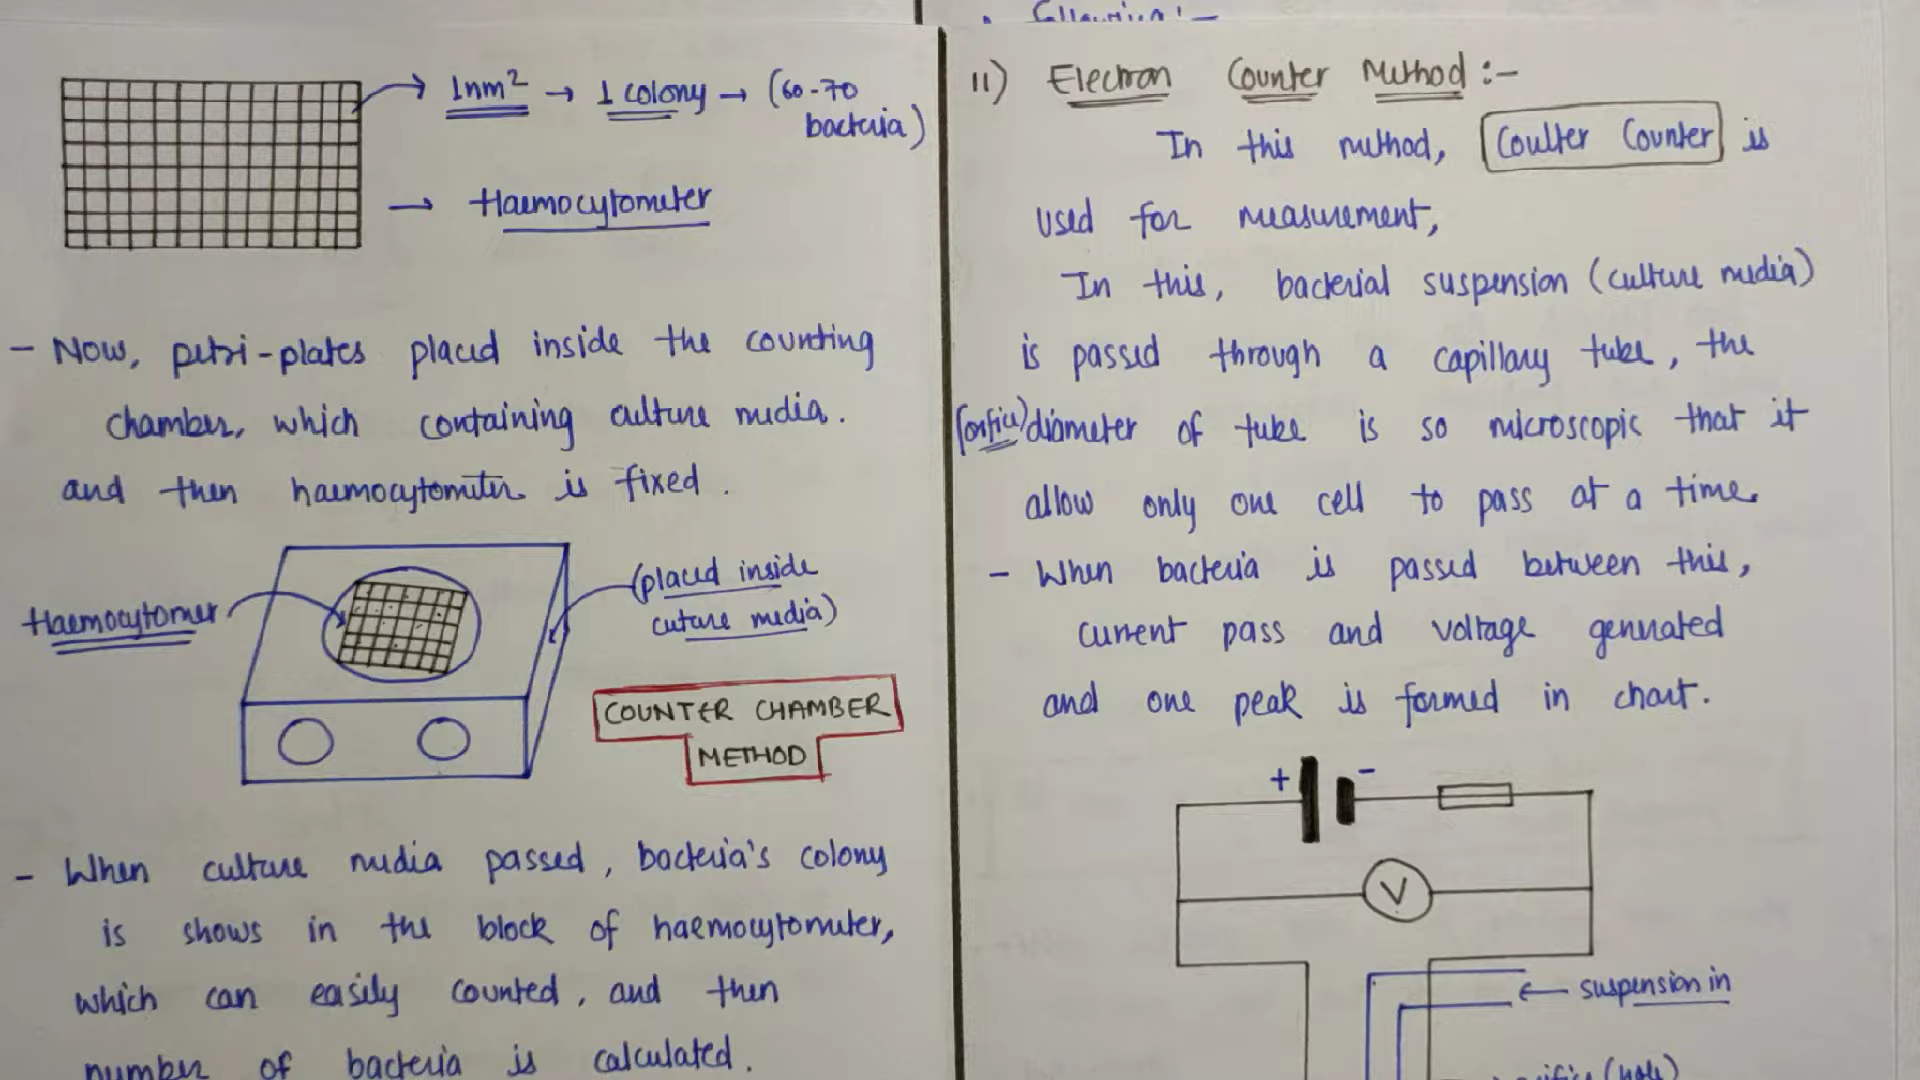 1nm² → 1 colony → (60-70
bacteria)
→ Haemocytometer
- Now, petri-plates placed inside the counting
chamber, which containing culture media.
and then haemocytometer is fixed.
Haemocytomer
(placed inside
cuture media)
COUNTER CHAMBER
METHOD
- When culture media passed, bacteria's colony
is shows in the block of haemocytometer,
which can easily counted, and then
number of bacteria is calculated.
Following :-
11) Electron Counter Method :-
In this method, Coulter Counter is
used for measurement,
In this, bacterial suspension (culture media)
is passed through a capillary tube, the
(orifice) diameter of tube is so microscopic that it
allow only one cell to pass at a time.
- When bacteria is passed between this,
current pass and voltage generated
and one peak is formed in chart.
+ -
V
← suspension in
orifice (hole)